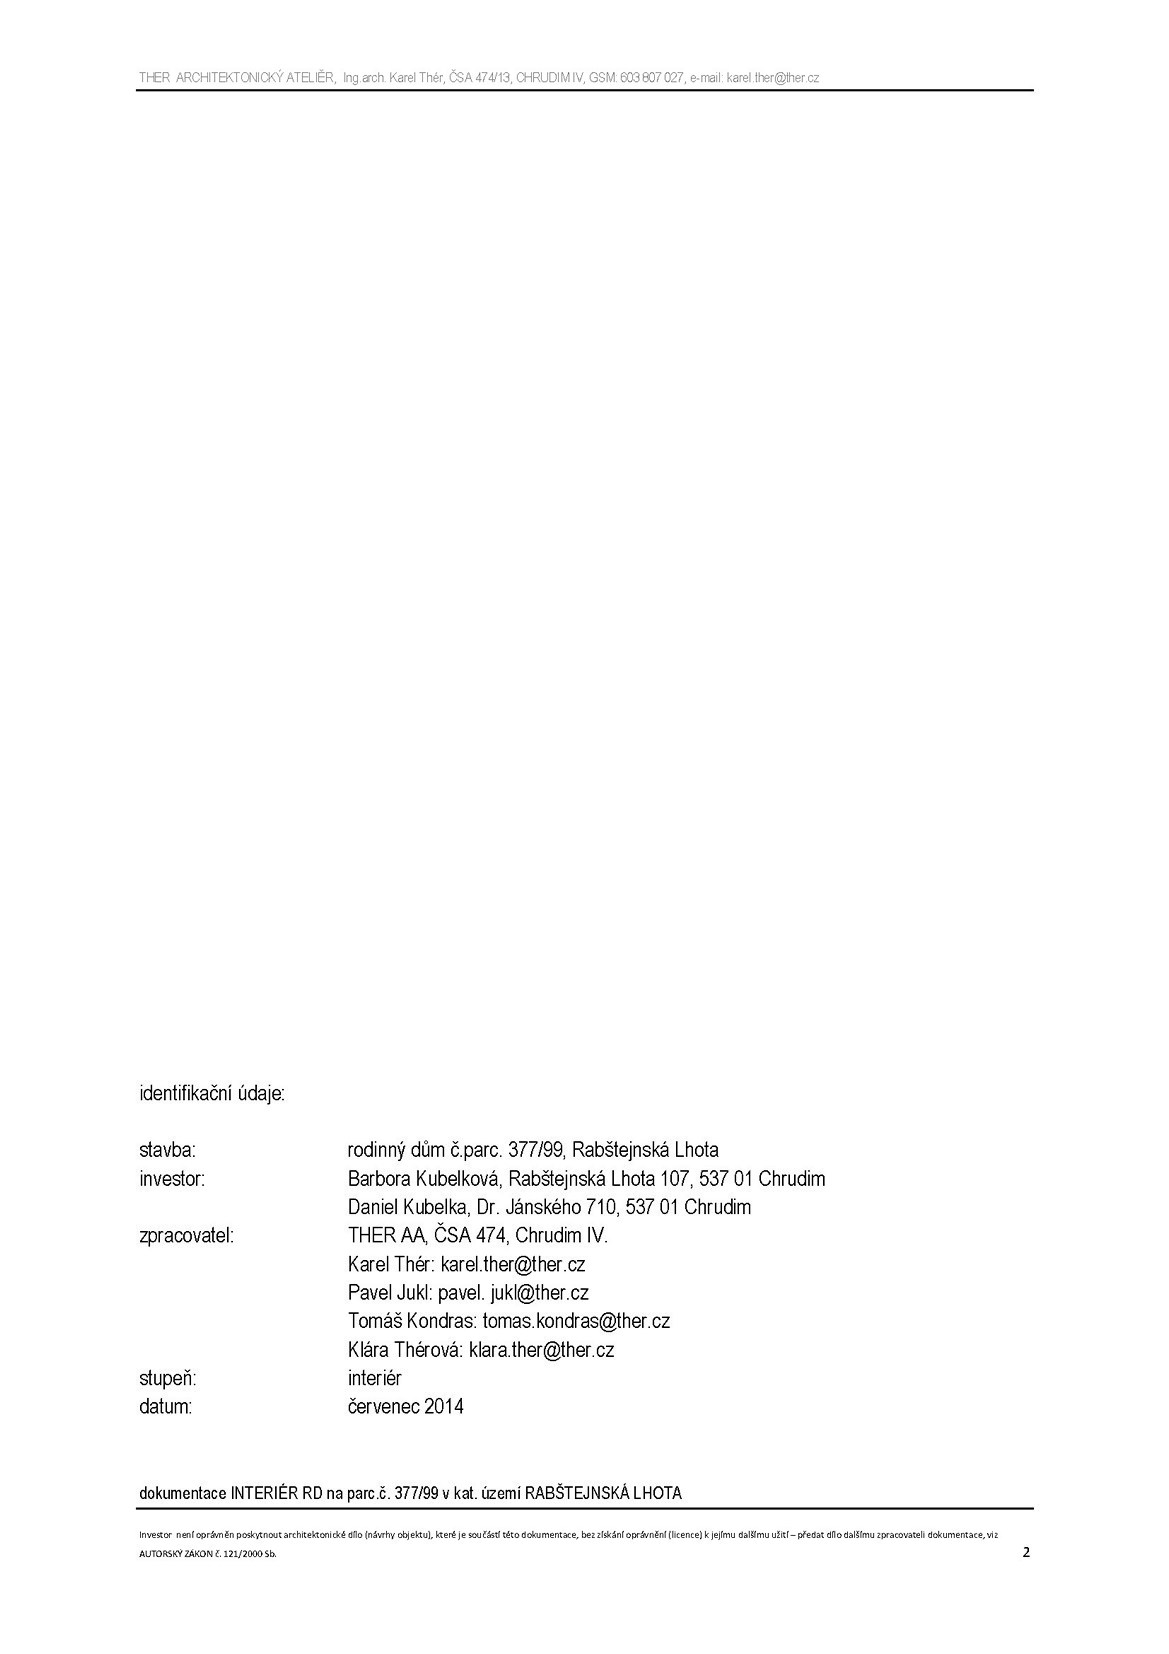 THER  ARCHITEKTONICKÝ ATELIÉR,  Ing.arch. Karel Thér, ČSA 474/13, CHRUDIM IV, GSM: 603 807 027, e-mail: karel.ther@ther.cz
identifikační údaje:
stavba: rodinný dům č.parc. 377/99, Rabštejnská Lhota
investor: Barbora Kubelková, Rabštejnská Lhota 107, 537 01 Chrudim
Daniel Kubelka, Dr. Jánského 710, 537 01 Chrudim
zpracovatel: THER AA, ČSA 474, Chrudim IV.
Karel Thér: karel.ther@ther.cz
Pavel Jukl: pavel. jukl@ther.cz
Tomáš Kondras: tomas.kondras@ther.cz
Klára Thérová: klara.ther@ther.cz
stupeň: interiér
datum: červenec 2014
dokumentace INTERIÉR RD na parc.č. 377/99 v kat. území RABŠTEJNSKÁ LHOTA
Investor  není oprávněn poskytnout architektonické dílo (návrhy objektu), které je součástí této dokumentace, bez získání oprávnění (licence) k jejímu dalšímu užití – předat dílo dalšímu zpracovateli dokumentace, viz
AUTORSKÝ ZÁKON č. 121/2000 Sb. 2